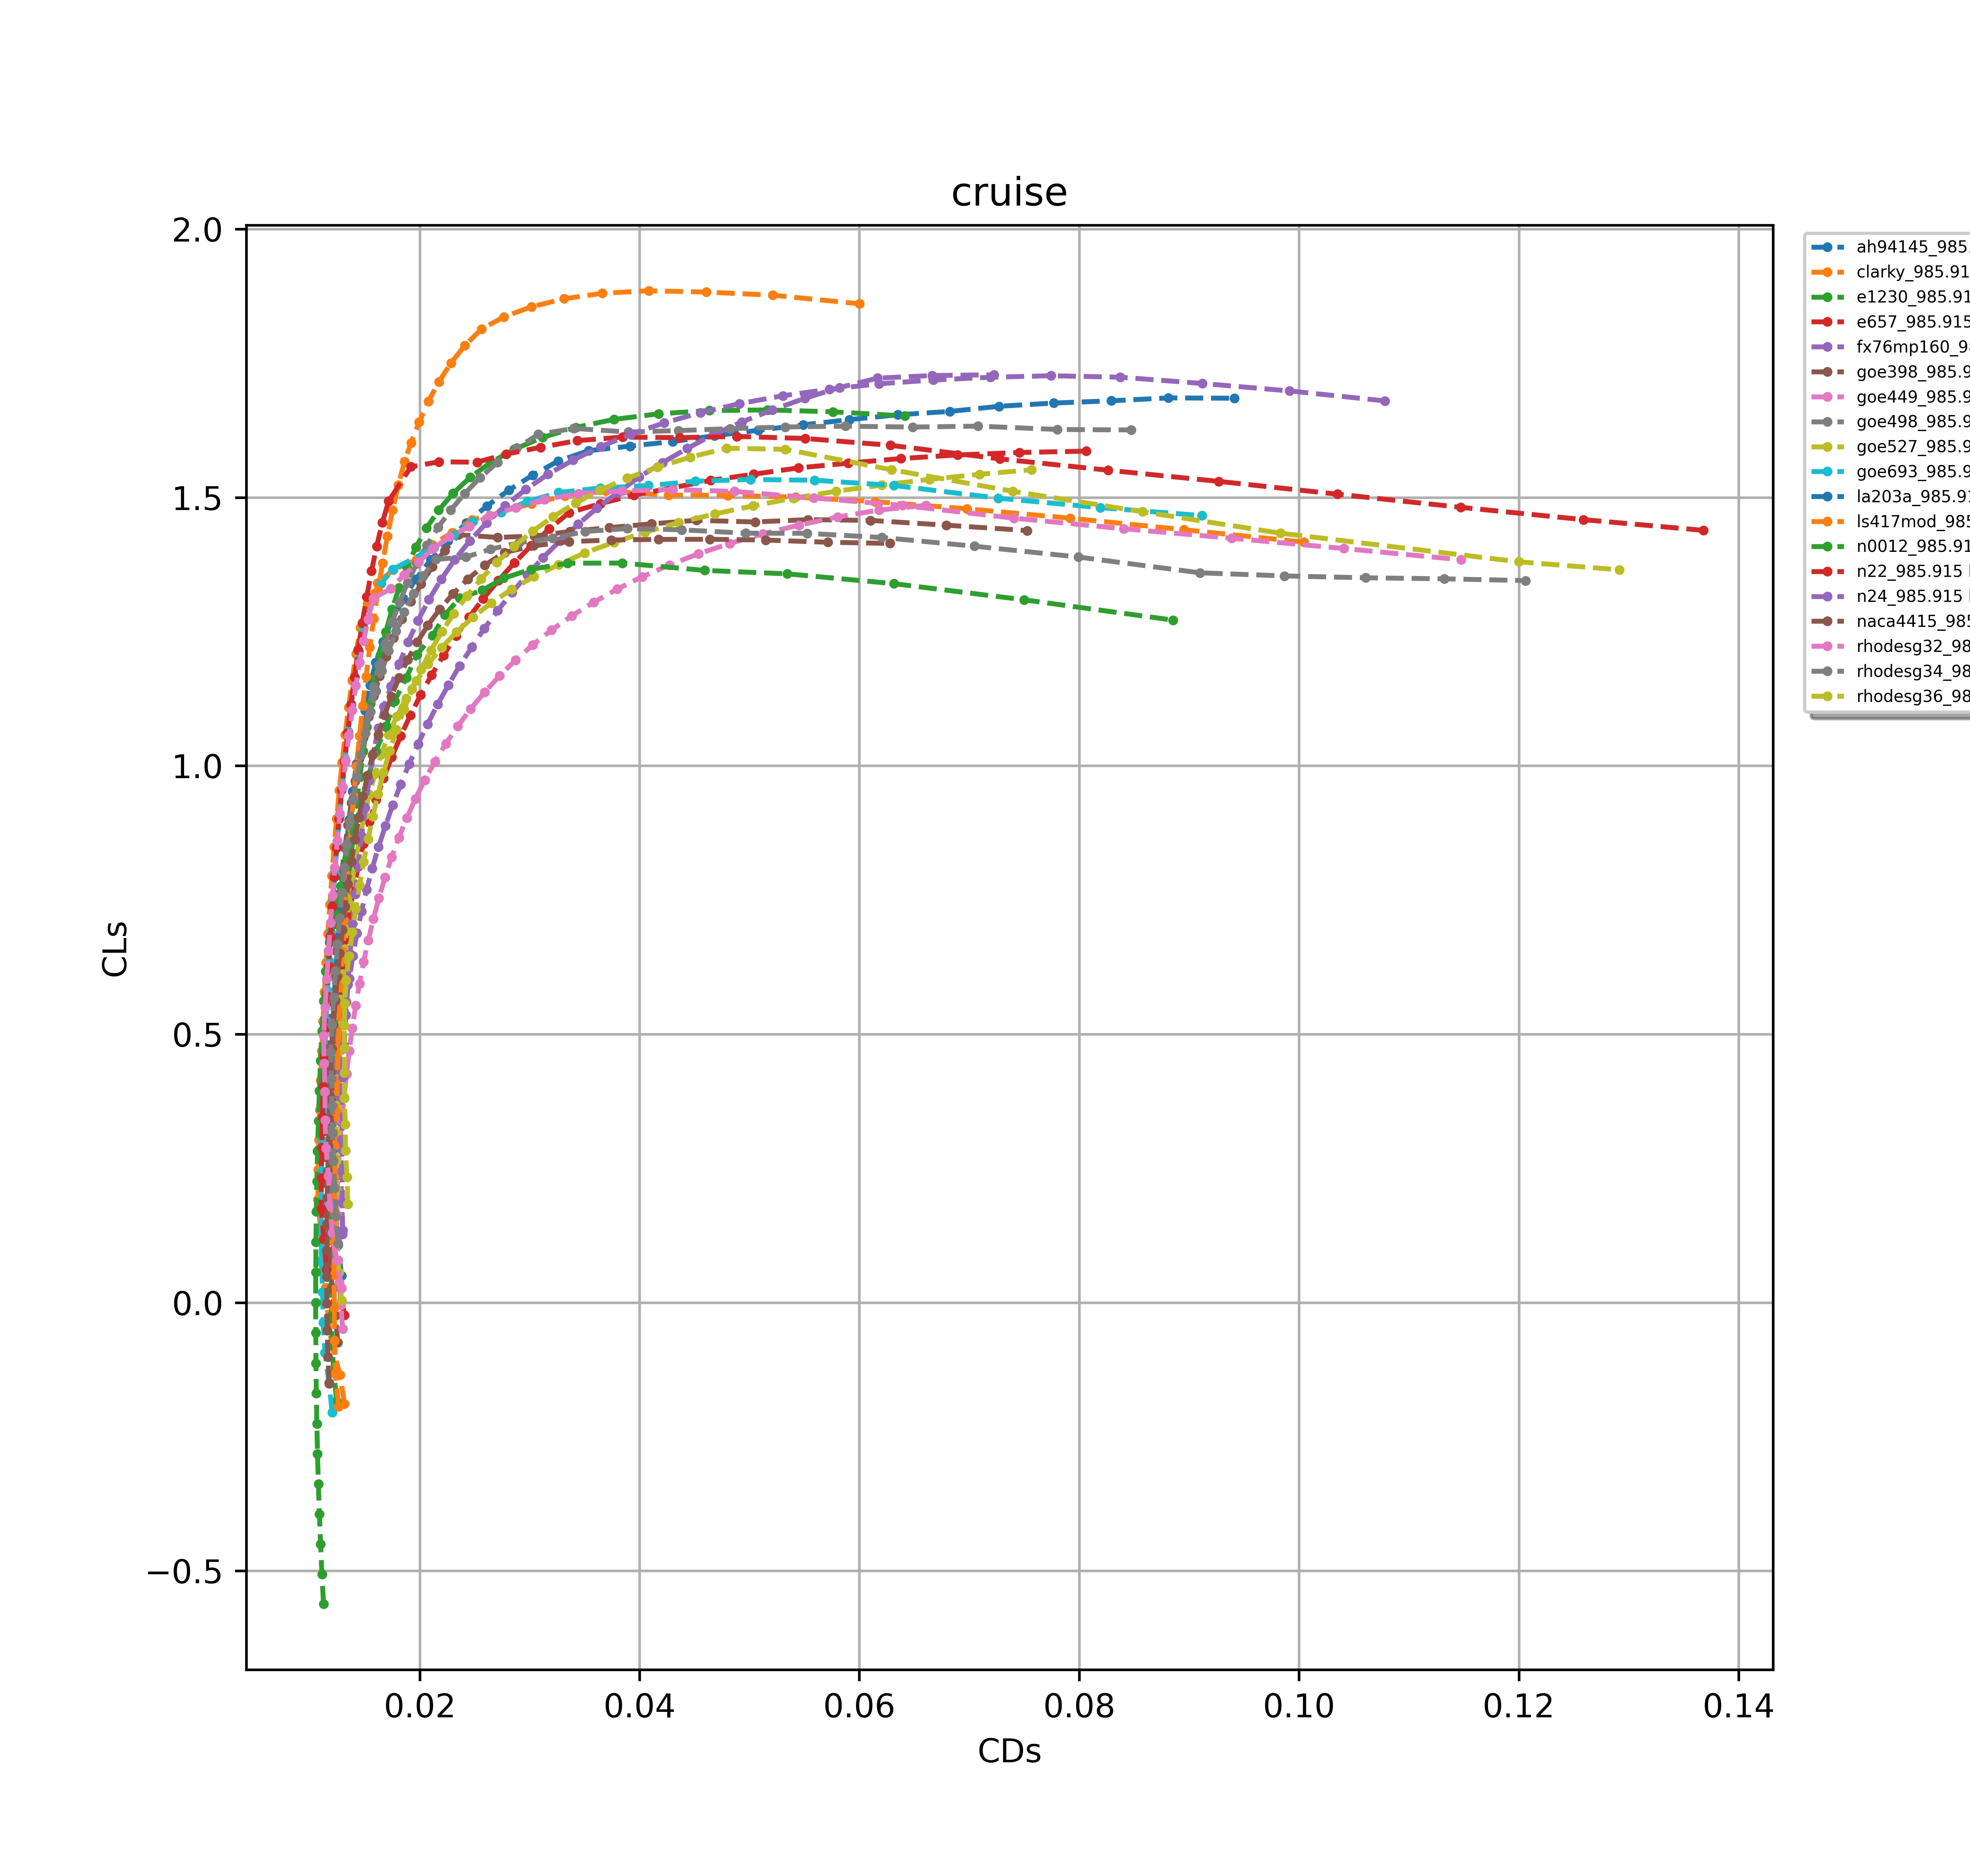 cruise
2.0
1.5
1.0
0.5
0.0
−0.5
CLs
0.02 0.04 0.06 0.08 0.10 0.12 0.14
CDs
ah94145_985.
clarky_985.91
e1230_985.91
e657_985.915
fx76mp160_98
goe398_985.9
goe449_985.9
goe498_985.9
goe527_985.9
goe693_985.9
la203a_985.91
ls417mod_985
n0012_985.91
n22_985.915
n24_985.915
naca4415_985
rhodesg32_98
rhodesg34_98
rhodesg36_98